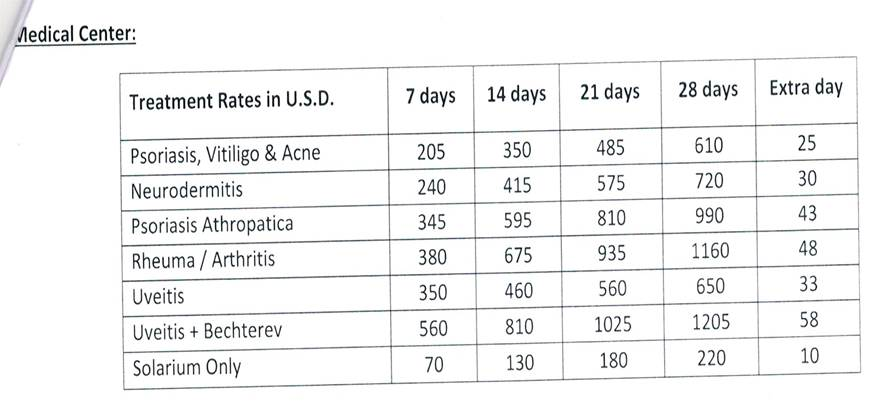 Medical Center:
Treatment Rates in U.S.D. 7 days 14 days 21 days 28 days Extra day
Psoriasis, Vitiligo & Acne 205 350 485 610 25
Neurodermitis 240 415 575 720 30
Psoriasis Athropatica 345 595 810 990 43
Rheuma / Arthritis 380 675 935 1160 48
Uveitis 350 460 560 650 33
Uveitis + Bechterev 560 810 1025 1205 58
Solarium Only 70 130 180 220 10